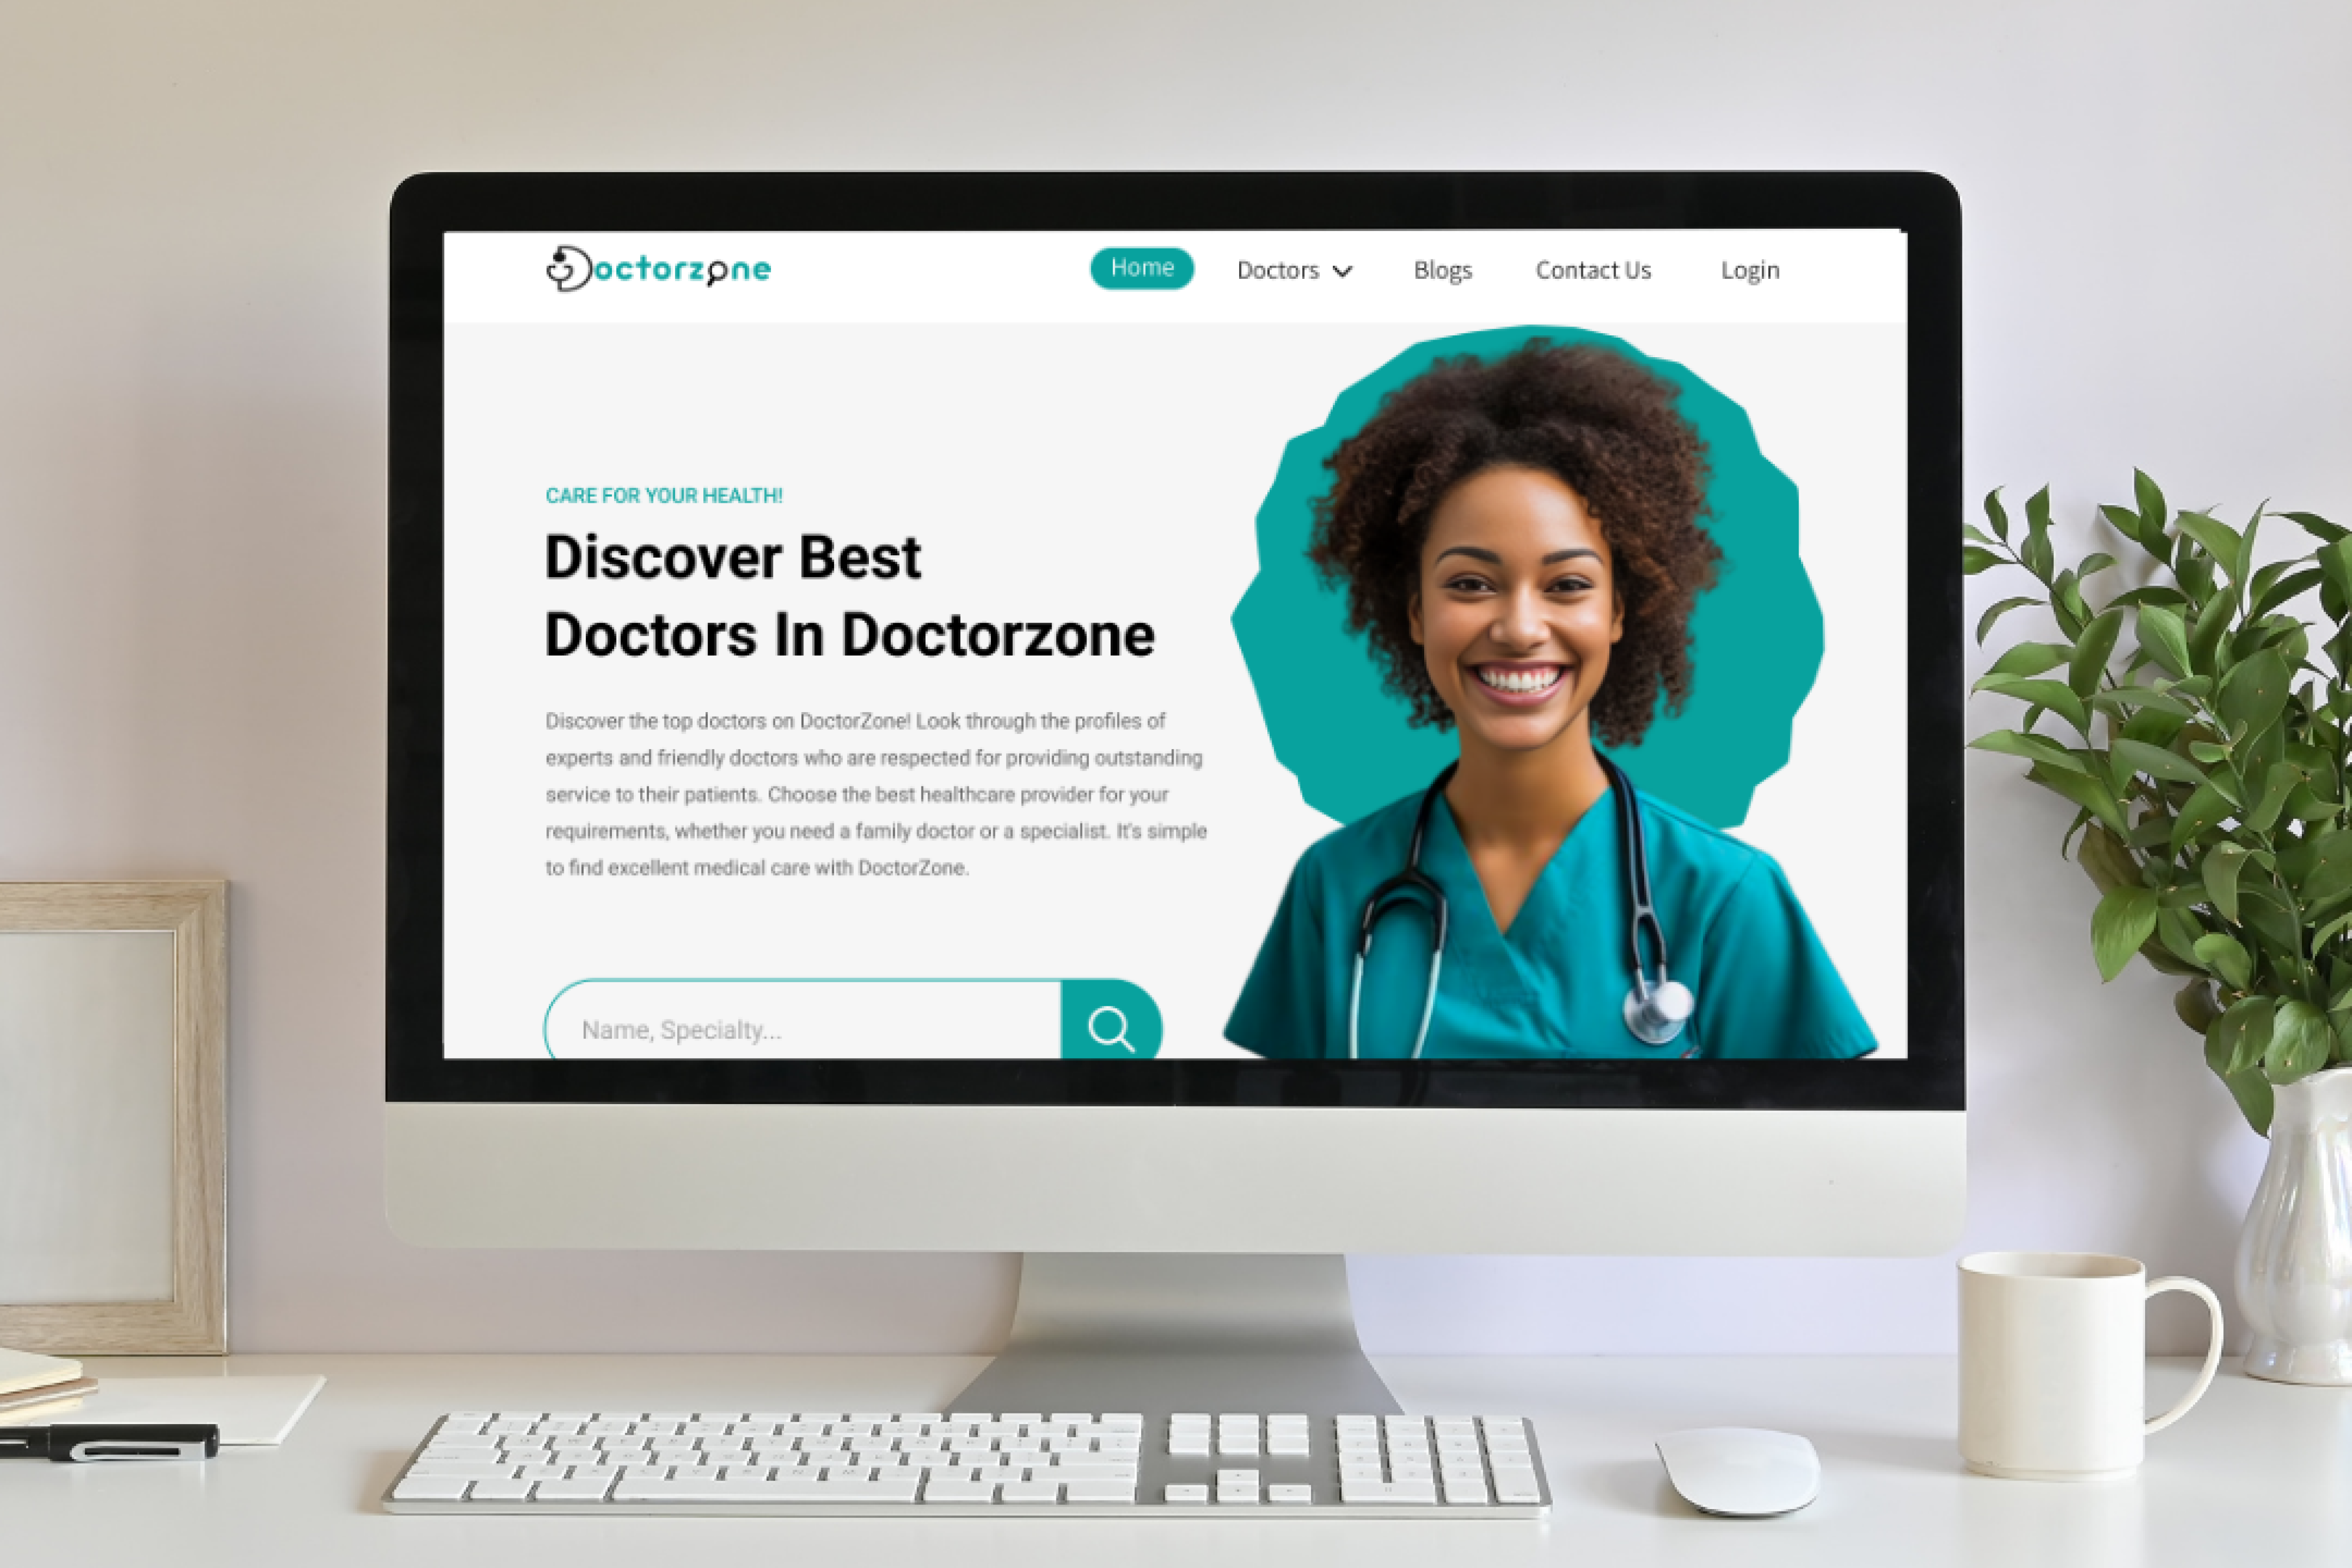 Doctorzone
Home
Doctors
Blogs
Contact Us
Login
CARE FOR YOUR HEALTH!
Discover Best
Doctors In Doctorzone
Discover the top doctors on DoctorZone! Look through the profiles of
experts and friendly doctors who are respected for providing outstanding
service to their patients. Choose the best healthcare provider for your
requirements, whether you need a family doctor or a specialist. It's simple
to find excellent medical care with DoctorZone.
Name, Specialty...